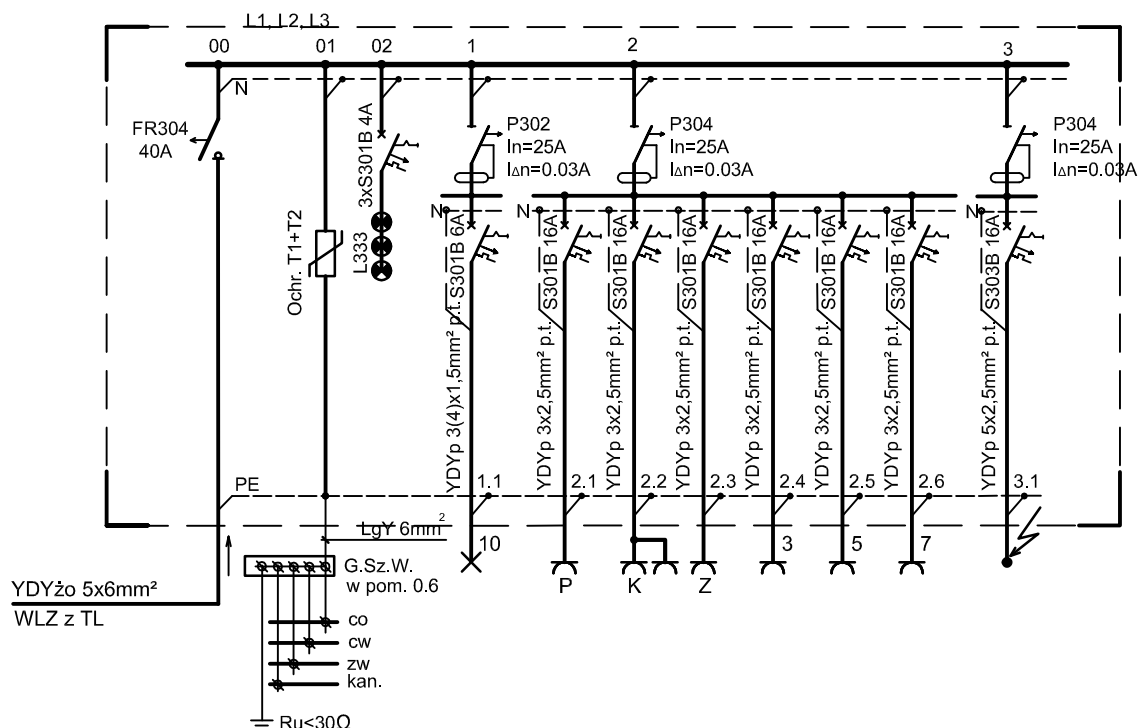 L1, L2, L3
00
01
02
1
2
3
N
FR304
40A
3xS301B 4A
L333
Ochr. T1+T2
P302
In=25A
IΔn=0.03A
P304
In=25A
IΔn=0.03A
P304
In=25A
IΔn=0.03A
N
N
YDYp 3(4)x1,5mm² p.t. S301B 6A
YDYp 3x2,5mm² p.t. S301B 16A
YDYp 3x2,5mm² p.t. S301B 16A
YDYp 3x2,5mm² p.t. S301B 16A
YDYp 3x2,5mm² p.t. S301B 16A
YDYp 3x2,5mm² p.t. S301B 16A
YDYp 3x2,5mm² p.t. S301B 16A
YDYp 5x2,5mm² p.t. S303B 16A
PE
1.1
2.1
2.2
2.3
2.4
2.5
2.6
3.1
LgY 6mm²
10
3
5
7
P
K
Z
G.Sz.W.
w pom. 0.6
YDYżo 5x6mm²
WLZ z TL
co
cw
zw
kan.
Ru<30Ω